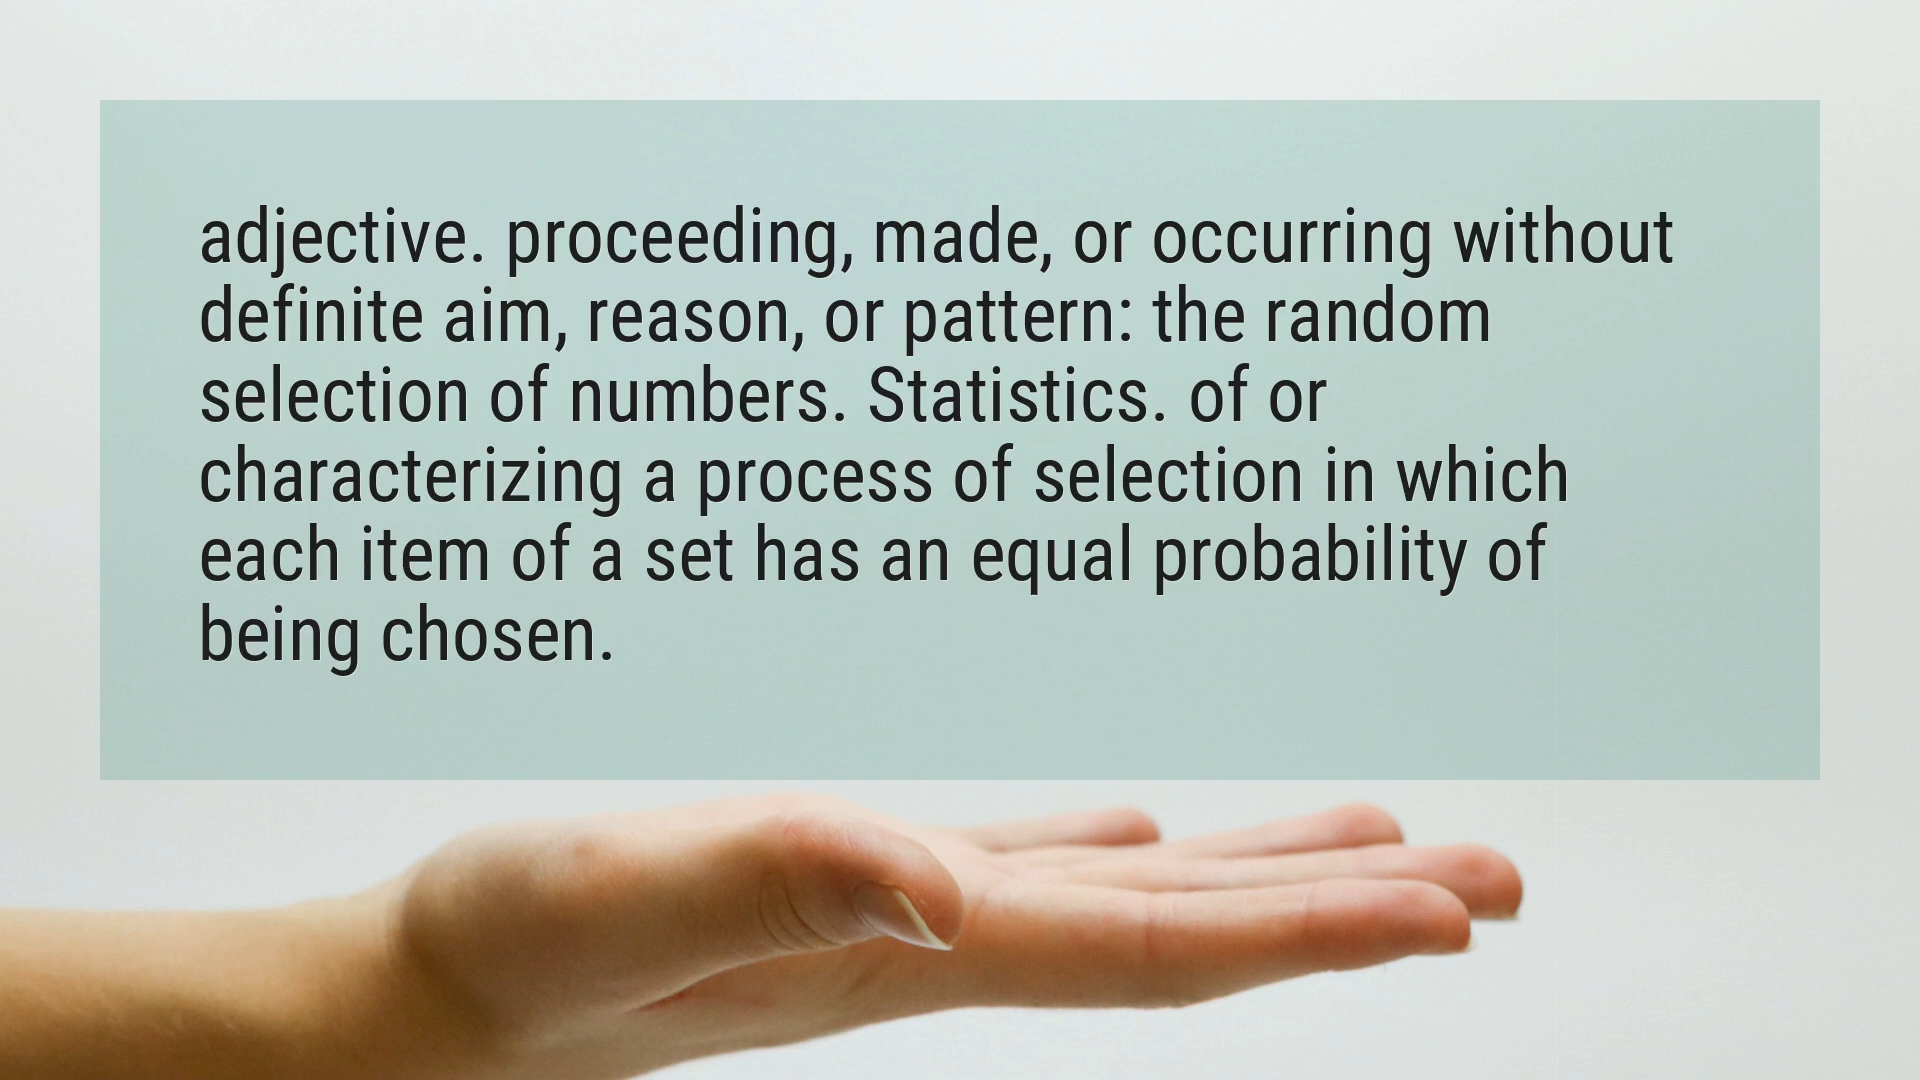 adjective. proceeding, made, or occurring without
definite aim, reason, or pattern: the random
selection of numbers. Statistics. of or
characterizing a process of selection in which
each item of a set has an equal probability of
being chosen.